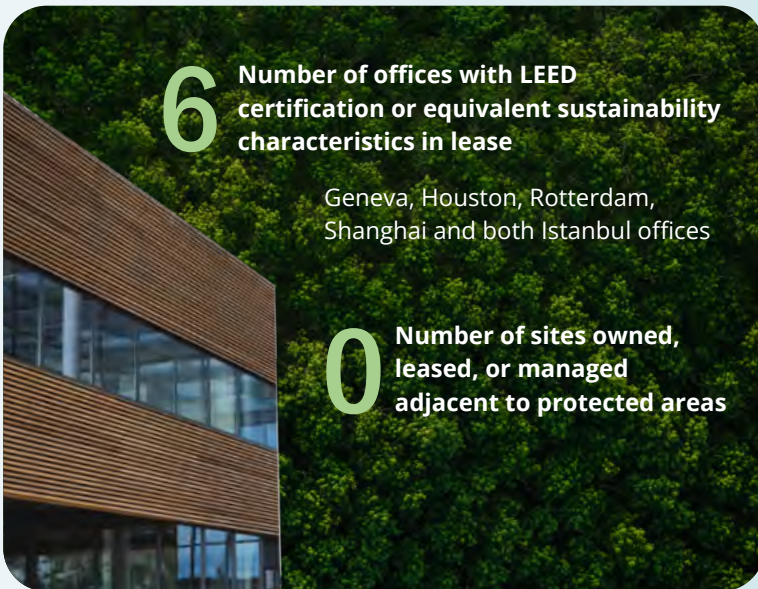 6
Number of offices with LEED
certification or equivalent sustainability
characteristics in lease
Geneva, Houston, Rotterdam,
Shanghai and both Istanbul offices
0
Number of sites owned,
leased, or managed
adjacent to protected areas